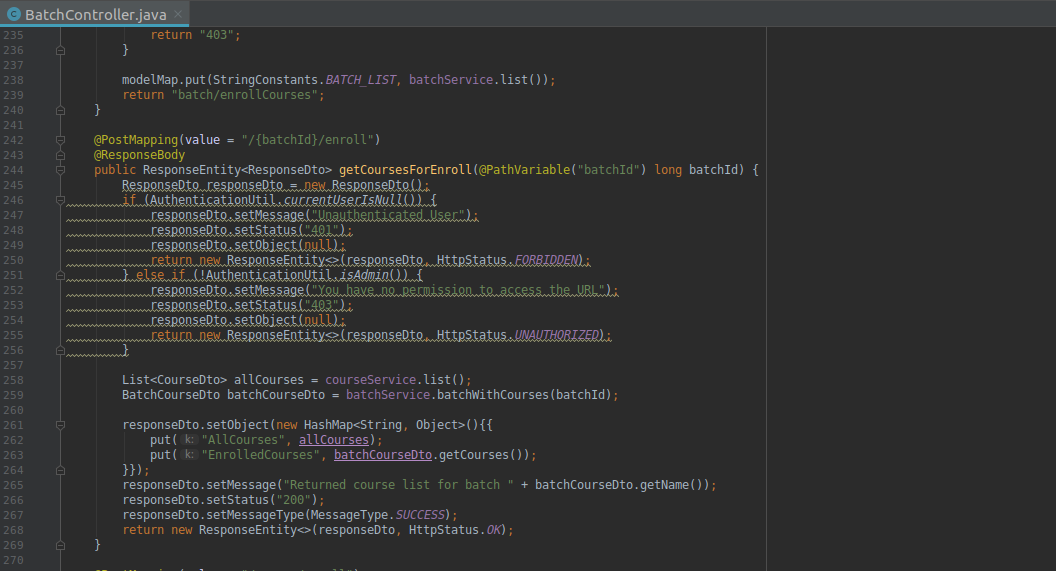 BatchController.java
235 return "403";
236 }
237
238 modelMap.put(StringConstants.BATCH_LIST, batchService.list());
239 return "batch/enrollCourses";
240 }
241
242 @PostMapping(value = "/{batchId}/enroll")
243 @ResponseBody
244 public ResponseEntity<ResponseDto> getCoursesForEnroll(@PathVariable("batchId") long batchId) {
245 ResponseDto responseDto = new ResponseDto();
246 if (AuthenticationUtil.currentUserIsNull()) {
247 responseDto.setMessage("Unauthenticated User");
248 responseDto.setStatus("401");
249 responseDto.setObject(null);
250 return new ResponseEntity<>(responseDto, HttpStatus.FORBIDDEN);
251 } else if (!AuthenticationUtil.isAdmin()) {
252 responseDto.setMessage("You have no permission to access the URL");
253 responseDto.setStatus("403");
254 responseDto.setObject(null);
255 return new ResponseEntity<>(responseDto, HttpStatus.UNAUTHORIZED);
256 }
257
258 List<CourseDto> allCourses = courseService.list();
259 BatchCourseDto batchCourseDto = batchService.batchWithCourses(batchId);
260
261 responseDto.setObject(new HashMap<String, Object>(){{
262 put( k: "AllCourses", allCourses);
263 put( k: "EnrolledCourses", batchCourseDto.getCourses());
264 }});
265 responseDto.setMessage("Returned course list for batch " + batchCourseDto.getName());
266 responseDto.setStatus("200");
267 responseDto.setMessageType(MessageType.SUCCESS);
268 return new ResponseEntity<>(responseDto, HttpStatus.OK);
269 }
270